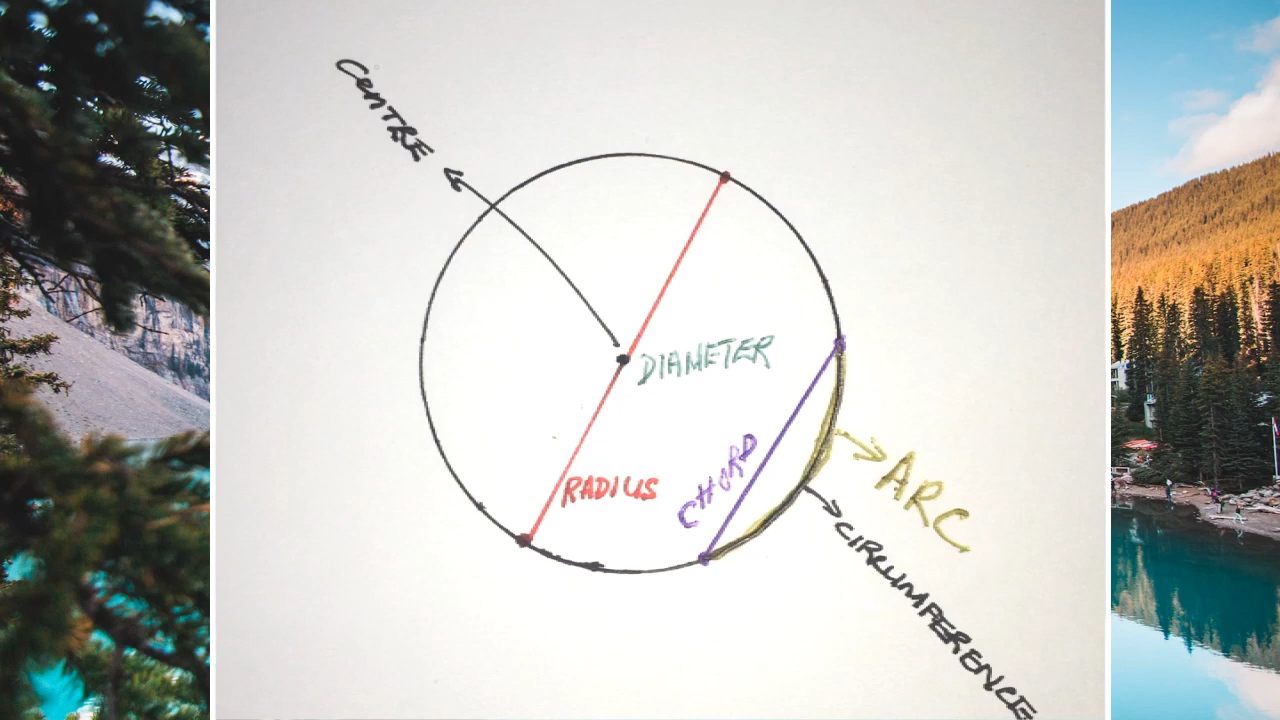 CENTRE
DIAMETER
RADIUS
CHORD
ARC
CIRCUMFERENCE